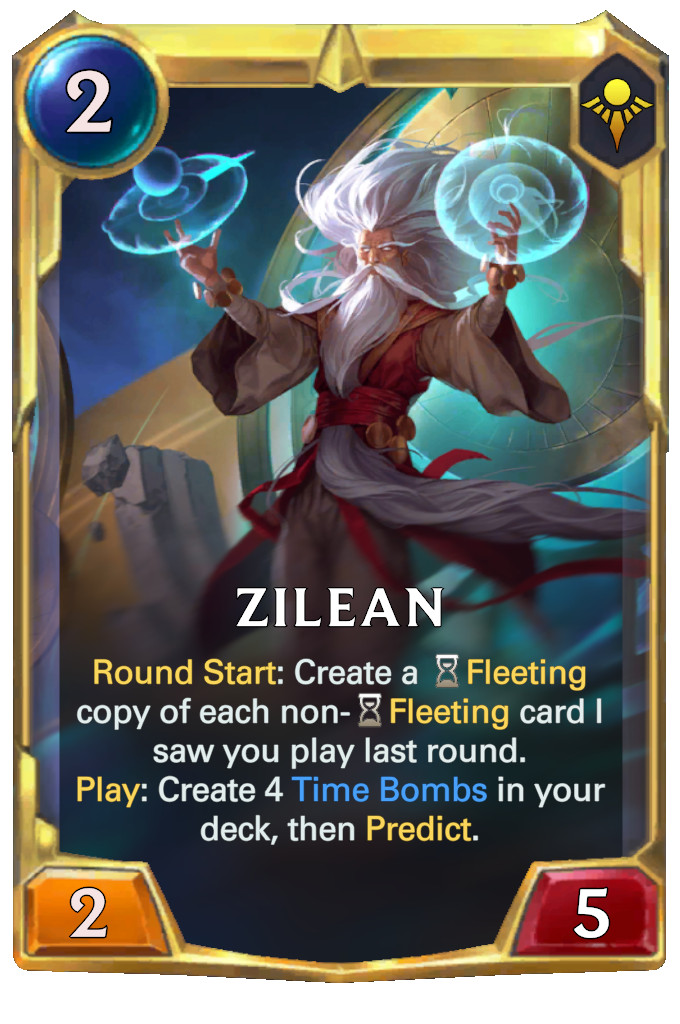 2
ZILEAN
Round Start: Create a Fleeting
copy of each non-Fleeting card I
saw you play last round.
Play: Create 4 Time Bombs in your
deck, then Predict.
2
5